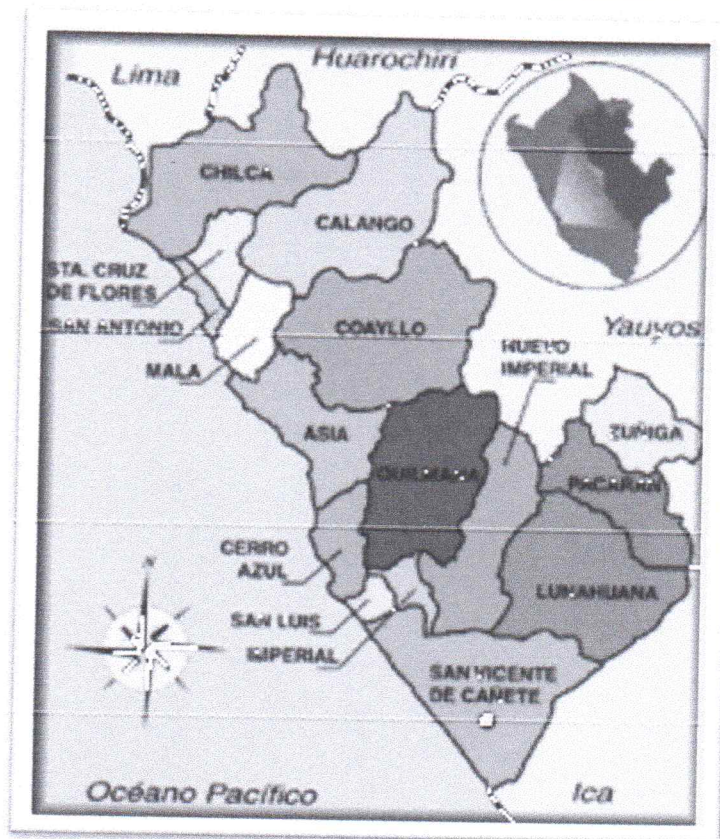 Lima
Huarochiri
CHILCA
CALANGO
STA. CRUZ
DE FLORES
SAN ANTONIO
COAYLLO
Yauyos
MALA
NUEVO
IMPERIAL
ASIA
ZUÑIGA
QUILMANA
PACARAN
CERRO
AZUL
LUNAHUANA
SAN LUIS
IMPERIAL
SAN VICENTE
DE CAÑETE
N
Océano Pacífico
Ica